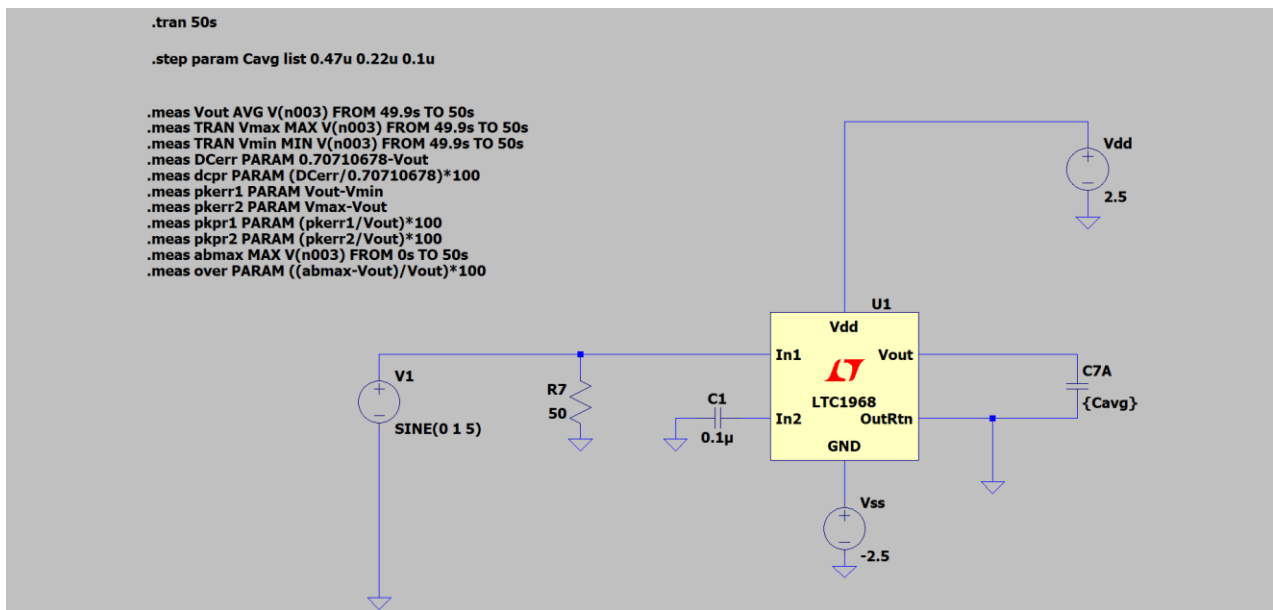 .tran 50s
.step param Cavg list 0.47u 0.22u 0.1u
.meas Vout AVG V(n003) FROM 49.9s TO 50s
.meas TRAN Vmax MAX V(n003) FROM 49.9s TO 50s
.meas TRAN Vmin MIN V(n003) FROM 49.9s TO 50s
.meas DCerr PARAM 0.70710678-Vout
.meas dcpr PARAM (DCerr/0.70710678)*100
.meas pkerr1 PARAM Vout-Vmin
.meas pkerr2 PARAM Vmax-Vout
.meas pkpr1 PARAM (pkerr1/Vout)*100
.meas pkpr2 PARAM (pkerr2/Vout)*100
.meas abmax MAX V(n003) FROM 0s TO 50s
.meas over PARAM ((abmax-Vout)/Vout)*100
Vdd
2.5
U1
Vdd
In1
Vout
LTC1968
In2
OutRtn
GND
V1
SINE(0 1 5)
R7
50
C1
0.1µ
C7A
{Cavg}
Vss
-2.5